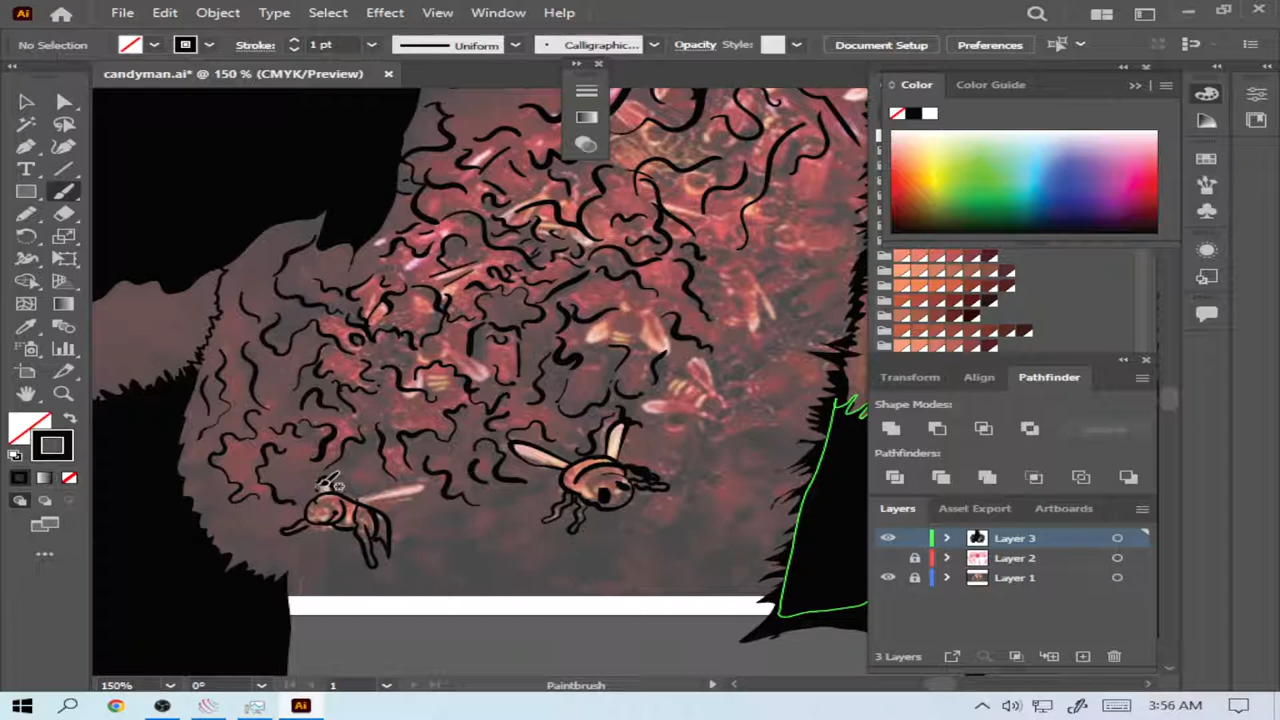 Ai File Edit Object Type Select Effect View Window Help
No Selection Stroke: 1 pt Uniform Calligraphic... Opacity Style: Document Setup Preferences
candyman.ai* @ 150 % (CMYK/Preview)
Color Color Guide
T
Transform Align Pathfinder
Shape Modes:
Pathfinders:
Layers Asset Export Artboards
Layer 3
Layer 2
Layer 1
3 Layers
150% 0° 1 Paintbrush
Ai 3:56 AM